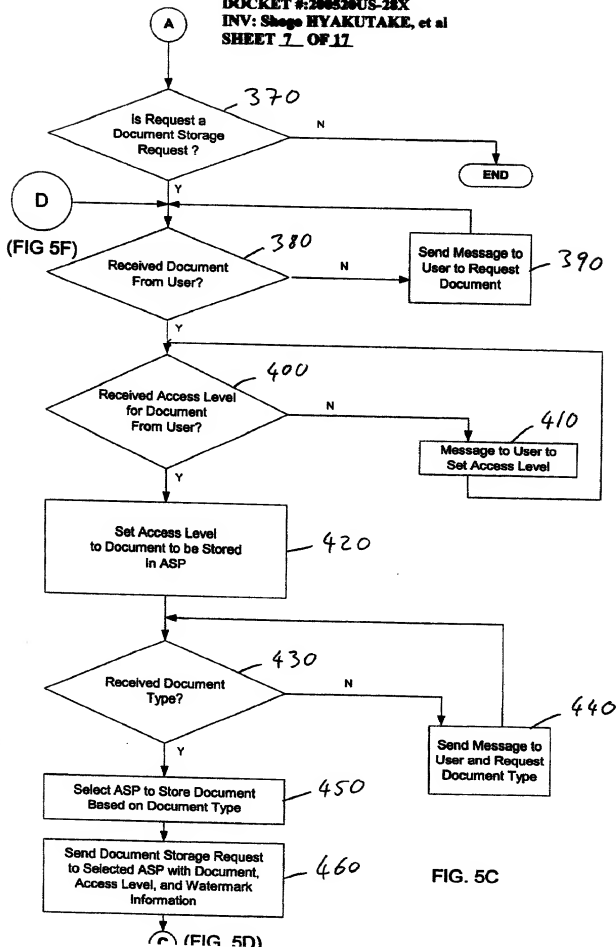 DOCKET #:200520US-28X
INV: Shogo HYAKUTAKE, et al
SHEET 7 OF 17
A
370
Is Request a
Document Storage
Request ?
N
END
Y
D
(FIG 5F)
380
Received Document
From User?
N
Send Message to
User to Request
Document
390
Y
400
Received Access Level
for Document
From User?
N
410
Message to User to
Set Access Level
Y
Set Access Level
to Document to be Stored
in ASP
420
430
Received Document
Type?
N
440
Send Message to
User and Request
Document Type
Y
Select ASP to Store Document
Based on Document Type
450
Send Document Storage Request
to Selected ASP with Document,
Access Level, and Watermark
Information
460
FIG. 5C
C (FIG. 5D)